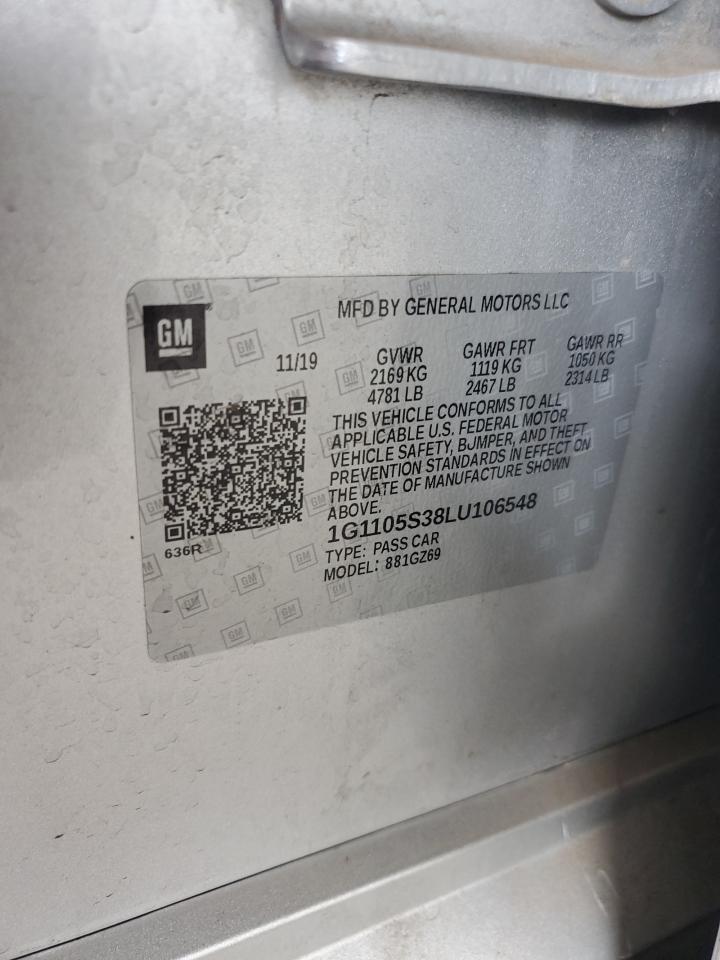 GM
MFD BY GENERAL MOTORS LLC
11/19
GVWR
2169 KG
4781 LB
GAWR FRT
1119 KG
2467 LB
GAWR RR
1050 KG
2314 LB
THIS VEHICLE CONFORMS TO ALL
APPLICABLE U.S. FEDERAL MOTOR
VEHICLE SAFETY, BJMPER, AND THEFT
PREVENTION STANDARDS IN EFFECT ON
THE DATE OF MANUFACTURE SHOWN
ABOVE.
1G1105S38LU106548
TYPE: PASS CAR
MODEL: 881GZ69
636R